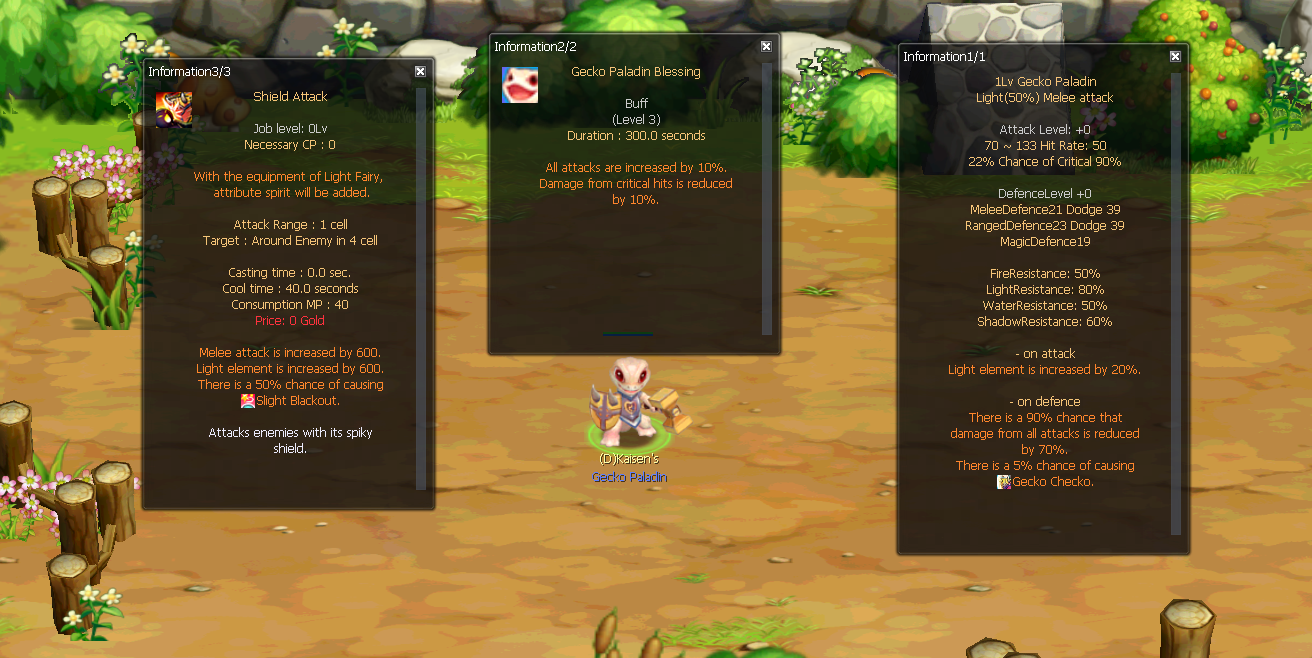 Information3/3
Shield Attack
Job level: 0Lv
Necessary CP : 0
With the equipment of Light Fairy,
attribute spirit will be added.
Attack Range : 1 cell
Target : Around Enemy in 4 cell
Casting time : 0.0 sec.
Cool time : 40.0 seconds
Consumption MP : 40
Price: 0 Gold
Melee attack is increased by 600.
Light element is increased by 600.
There is a 50% chance of causing
Slight Blackout.
Attacks enemies with its spiky
shield.
Information2/2
Gecko Paladin Blessing
Buff
(Level 3)
Duration : 300.0 seconds
All attacks are increased by 10%.
Damage from critical hits is reduced
by 10%.
(D)Kaisen's
Gecko Paladin
Information1/1
1Lv Gecko Paladin
Light(50%) Melee attack
Attack Level: +0
70 ~ 133 Hit Rate: 50
22% Chance of Critical 90%
DefenceLevel +0
MeleeDefence21 Dodge 39
RangedDefence23 Dodge 39
MagicDefence19
FireResistance: 50%
LightResistance: 80%
WaterResistance: 50%
ShadowResistance: 60%
- on attack
Light element is increased by 20%.
- on defence
There is a 90% chance that
damage from all attacks is reduced
by 70%.
There is a 5% chance of causing
Gecko Checko.